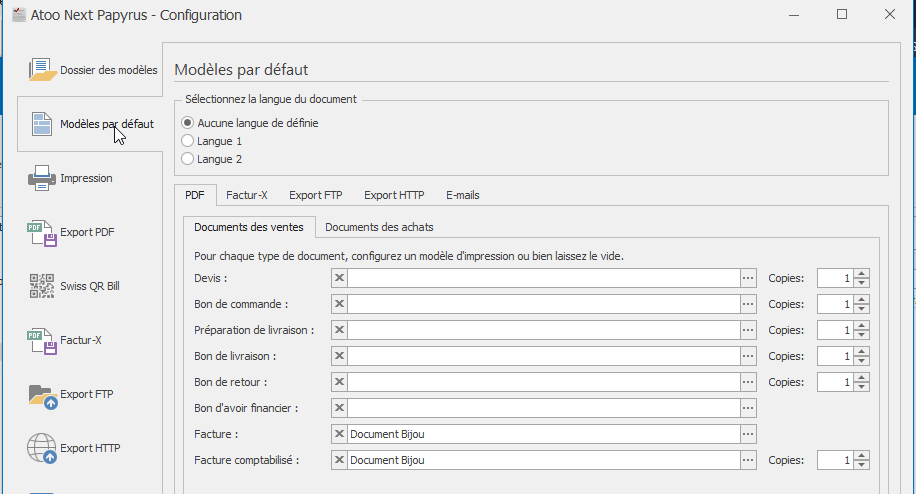 Atoo Next Papyrus - Configuration
Dossier des modèles
Modèles par défaut
Impression
PDF
Export PDF
Swiss QR Bill
PDF
Factur-X
Export FTP
Export HTTP
Modèles par défaut
Sélectionnez la langue du document
Aucune langue de définie
Langue 1
Langue 2
PDF Factur-X Export FTP Export HTTP E-mails
Documents des ventes Documents des achats
Pour chaque type de document, configurez un modèle d'impression ou bien laissez le vide.
Devis : ... Copies: 1
Bon de commande : ... Copies: 1
Préparation de livraison : ... Copies: 1
Bon de livraison : ... Copies: 1
Bon de retour : ... Copies: 1
Bon d'avoir financier : ...
Facture : Document Bijou ...
Facture comptabilisé : Document Bijou ... Copies: 1